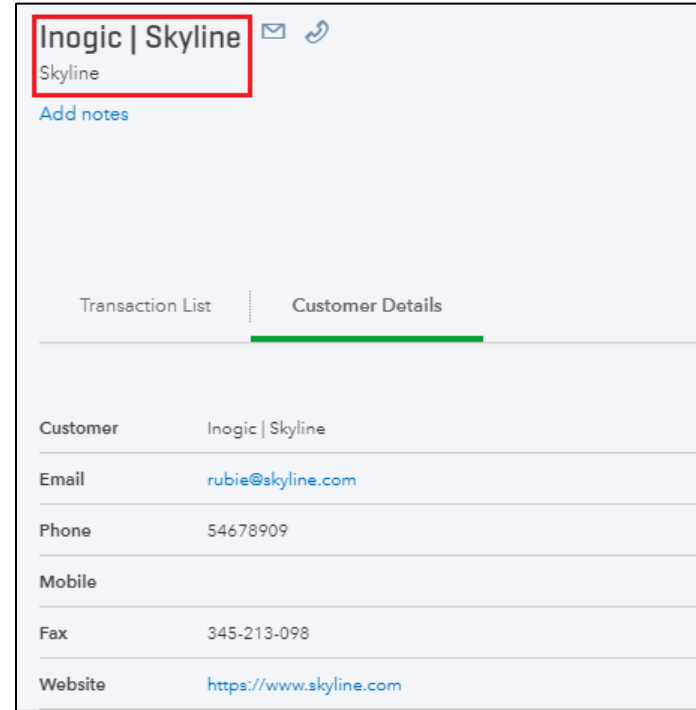 Inogic | Skyline
Skyline
Add notes
Transaction List Customer Details
Customer Inogic | Skyline
Email rubie@skyline.com
Phone 54678909
Mobile
Fax 345-213-098
Website https://www.skyline.com